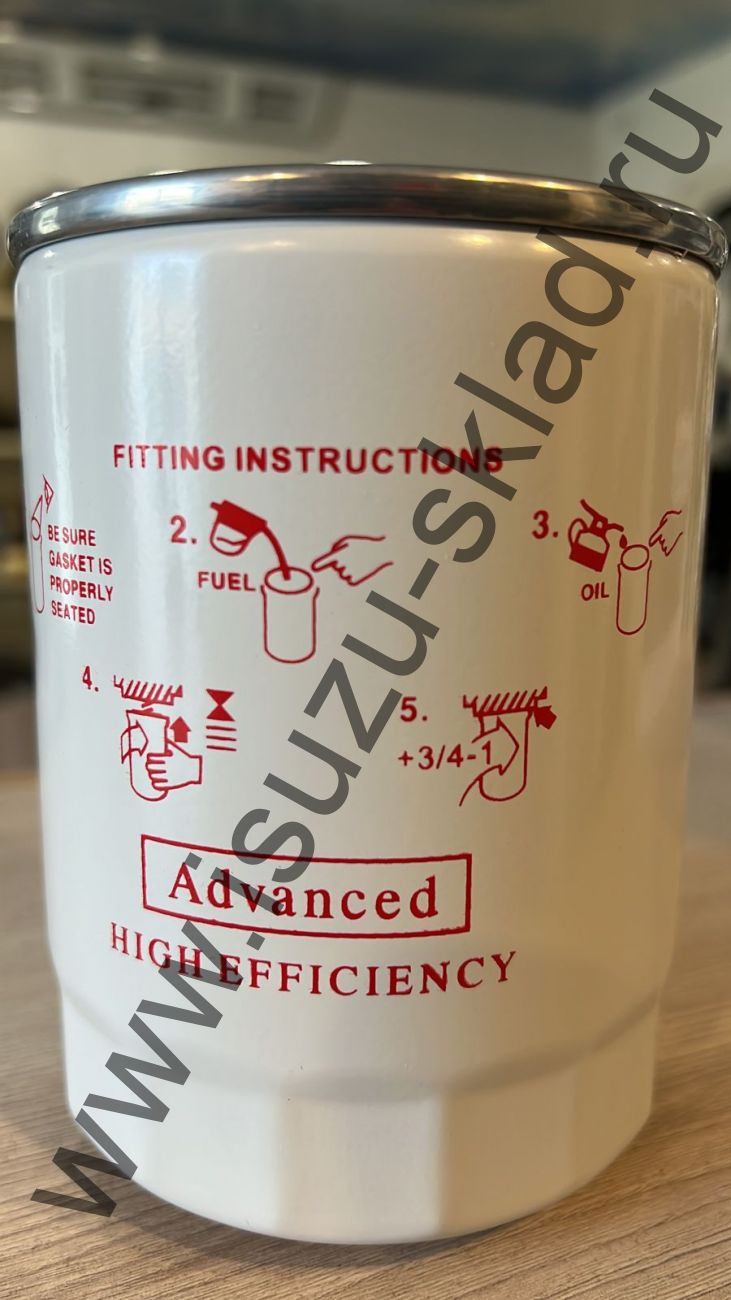 FITTING INSTRUCTIONS
BE SURE
GASKET IS
PROPERLY
SEATED
2.
FUEL
3.
OIL
4.
5.
+3/4-1
Advanced
HIGH EFFICIENCY
www.isuzu-sklad.ru